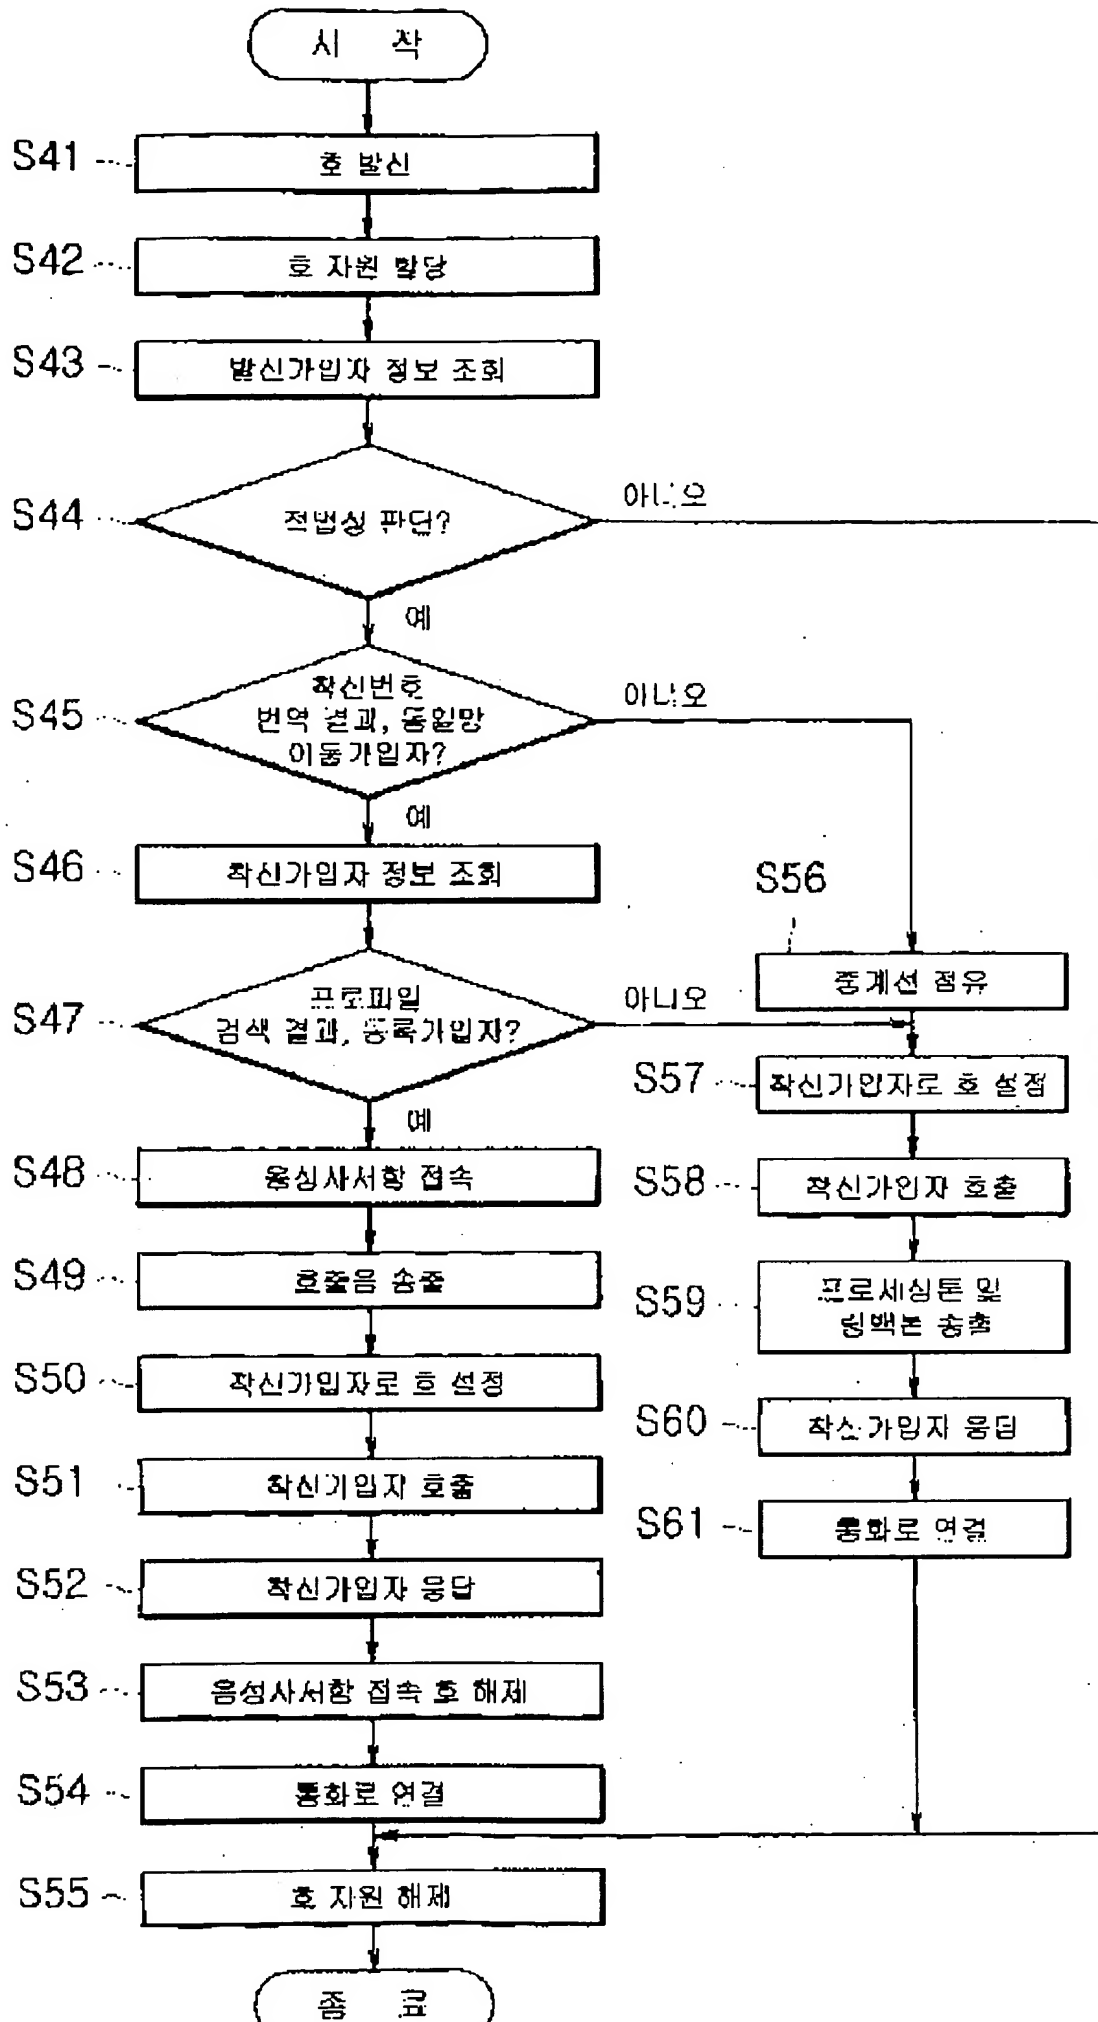 시 작
S41
호 발신
S42
호 자원 할당
S43
발신가입자 정보 조회
S44
적법성 판단?
아니오
예
S45
착신번호
번역 결과, 동일망
이동가입자?
아니오
예
S46
착신가입자 정보 조회
S56
중계선 점유
S47
프로파일
검색 결과, 등록가입자?
아니오
예
S57
착신가입자로 호 설정
S48
음성사서함 접속
S58
착신가입자 호출
S49
호출음 송출
S59
프로세싱톤 및
링백톤 송출
S50
착신가입자로 호 설정
S60
착신가입자 응답
S51
착신가입자 호출
S61
통화로 연결
S52
착신가입자 응답
S53
음성사서함 접속 호 해제
S54
통화로 연결
S55
호 자원 해제
종 료